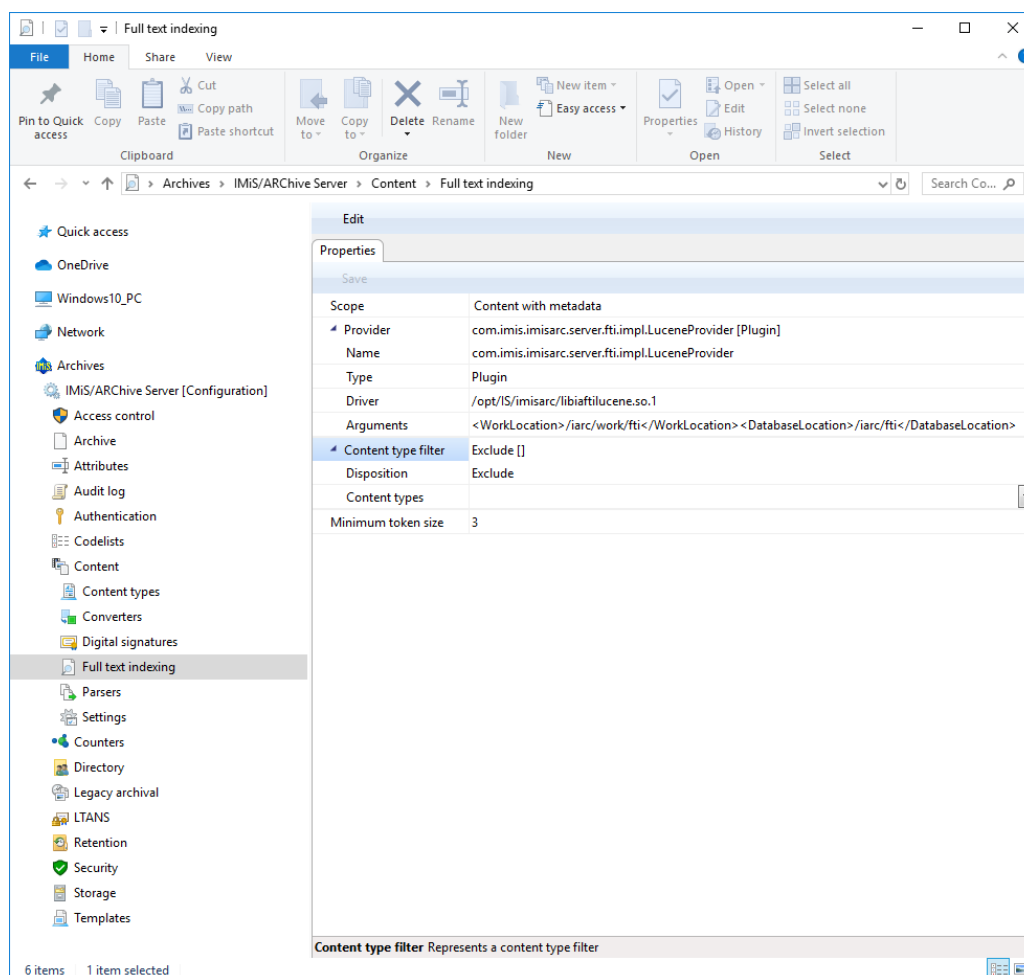 Full text indexing
File Home Share View
Pin to Quick access
Copy
Paste
Cut
Copy path
Paste shortcut
Clipboard
Move to
Copy to
Delete
Rename
Organize
New folder
New item
Easy access
New
Properties
Open
Edit
History
Open
Select all
Select none
Invert selection
Select
Archives › IMiS/ARChive Server › Content › Full text indexing
Search Co...
Quick access
OneDrive
Windows10_PC
Network
Archives
IMiS/ARChive Server [Configuration]
Access control
Archive
Attributes
Audit log
Authentication
Codelists
Content
Content types
Converters
Digital signatures
Full text indexing
Parsers
Settings
Counters
Directory
Legacy archival
LTANS
Retention
Security
Storage
Templates
Edit
Properties
Save
Scope Content with metadata
Provider com.imis.imisarc.server.fti.impl.LuceneProvider [Plugin]
Name com.imis.imisarc.server.fti.impl.LuceneProvider
Type Plugin
Driver /opt/IS/imisarc/libiaftilucene.so.1
Arguments <WorkLocation>/iarc/work/fti</WorkLocation><DatabaseLocation>/iarc/fti</DatabaseLocation>
Content type filter Exclude []
Disposition Exclude
Content types
Minimum token size 3
Content type filter Represents a content type filter
6 items 1 item selected